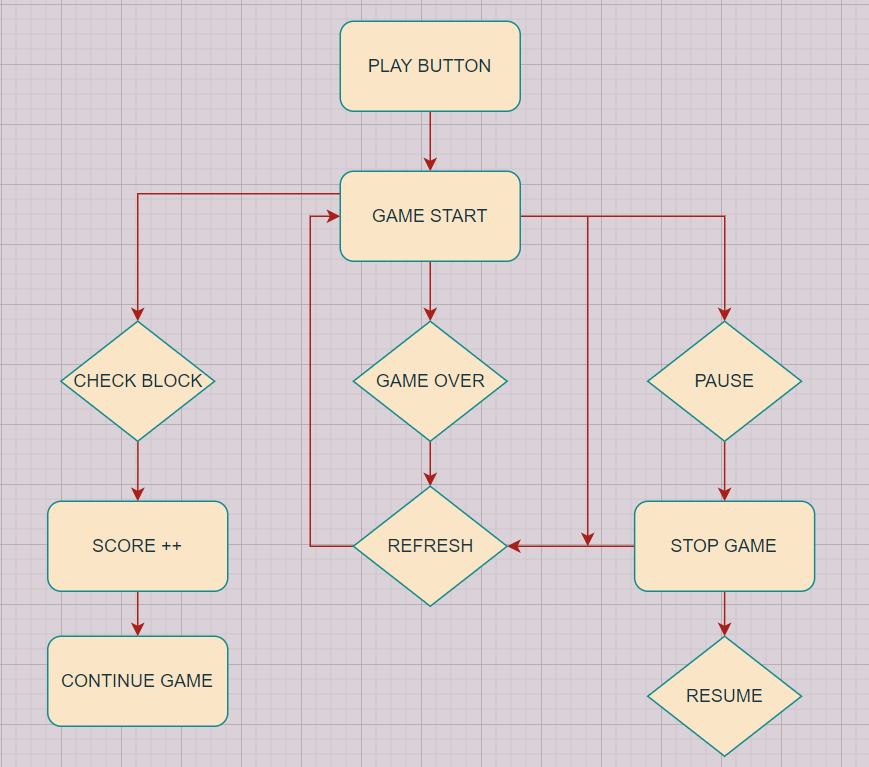 PLAY BUTTON
GAME START
CHECK BLOCK
GAME OVER
PAUSE
SCORE ++
REFRESH
STOP GAME
CONTINUE GAME
RESUME